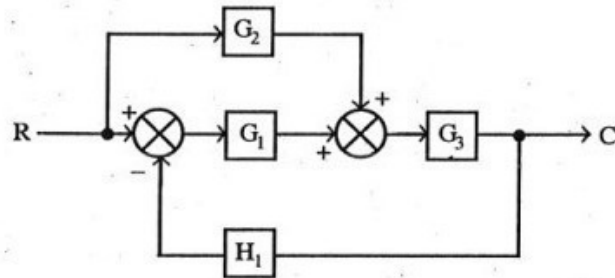 G₂
+ +
R G₁ G₃ C
− +
H₁